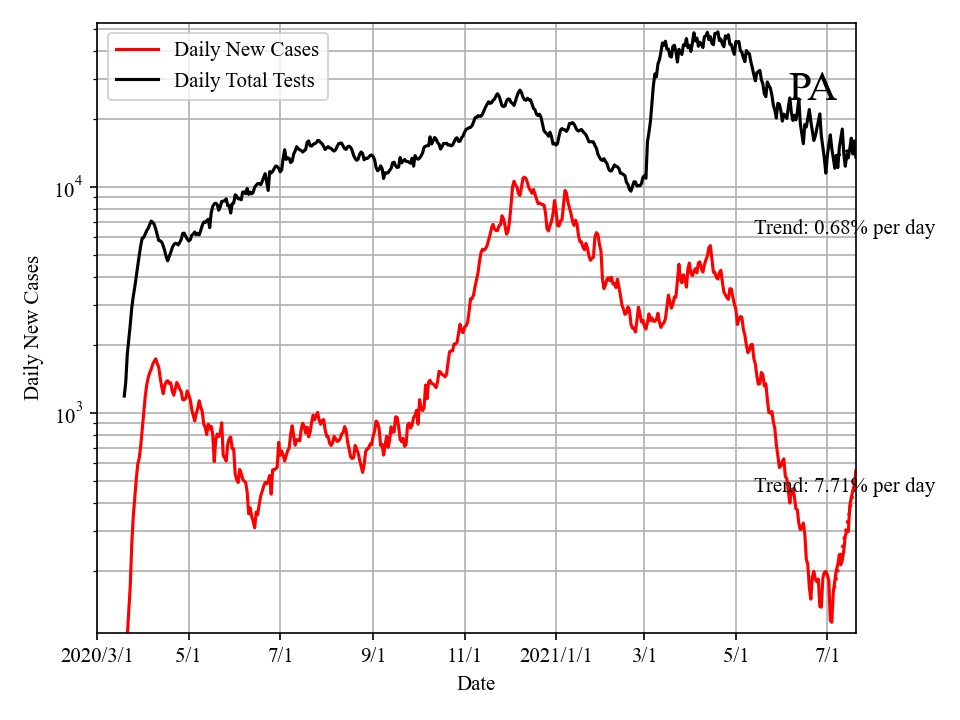 Daily New Cases
Daily Total Tests
PA
Trend: 0.68% per day
Trend: 7.71% per day
10^4
10^3
Daily New Cases
2020/3/1 5/1 7/1 9/1 11/1 2021/1/1 3/1 5/1 7/1
Date